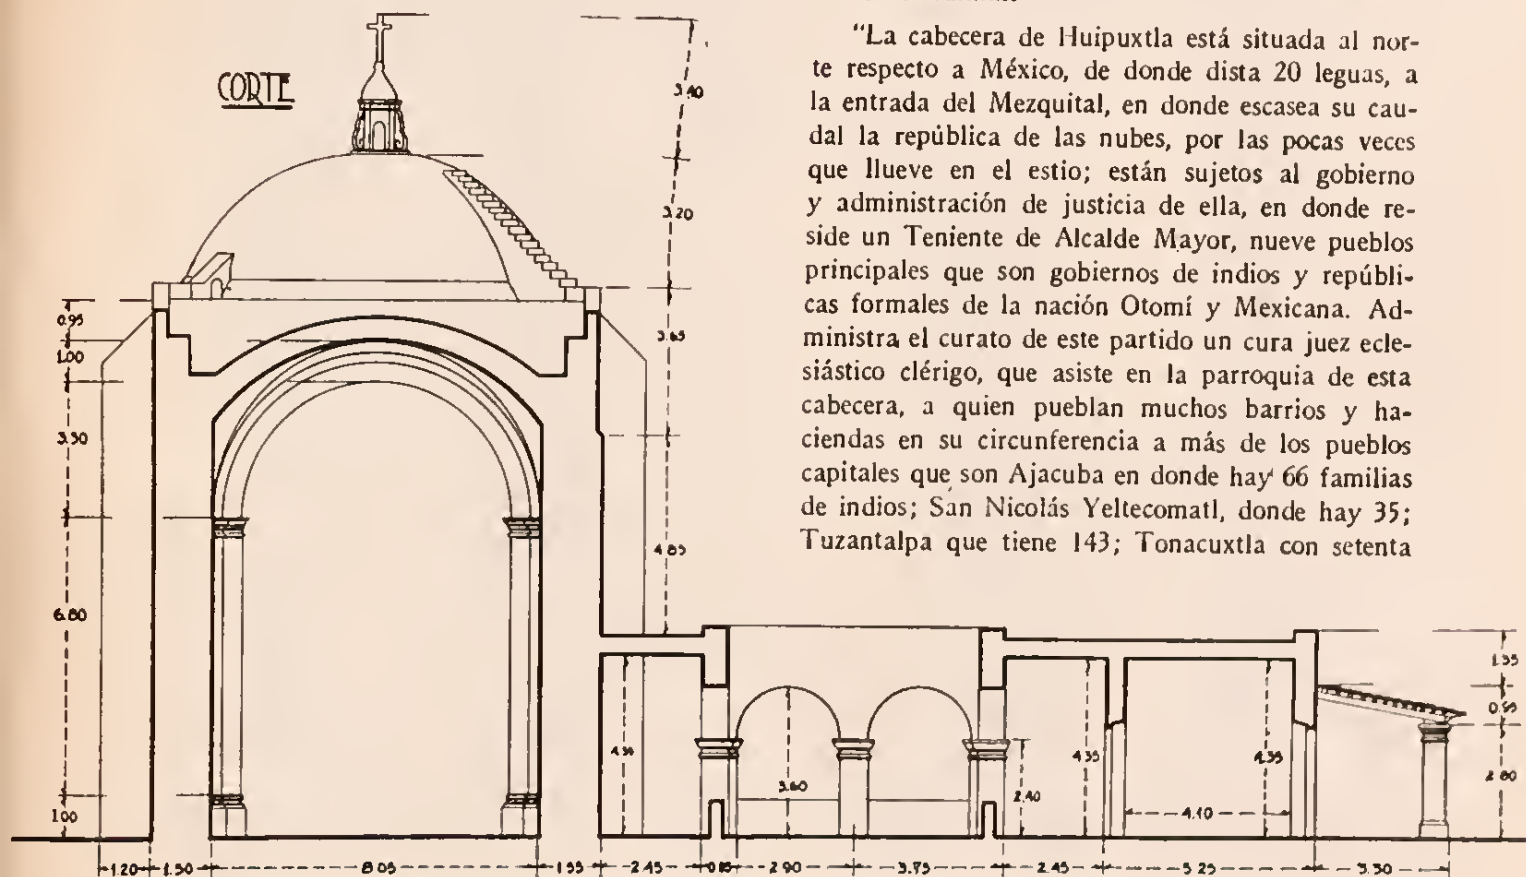 CORTE
"La cabecera de Huipuxtla está situada al nor-
te respecto a México, de donde dista 20 leguas, a
la entrada del Mezquital, en donde escasea su cau-
dal la república de las nubes, por las pocas veces
que llueve en el estio; están sujetos al gobierno
y administración de justicia de ella, en donde re-
side un Teniente de Alcalde Mayor, nueve pueblos
principales que son gobiernos de indios y repúbli-
cas formales de la nación Otomí y Mexicana. Ad-
ministra el curato de este partido un cura juez ecle-
siástico clérigo, que asiste en la parroquia de esta
cabecera, a quien pueblan muchos barrios y ha-
ciendas en su circunferencia a más de los pueblos
capitales que son Ajacuba en donde hay 66 familias
de indios; San Nicolás Yeltecomatl, donde hay 35;
Tuzantalpa que tiene 143; Tonacuxtla con setenta
3.40
3.20
3.65
4.85
0.95
1.00
3.30
6.80
1.00
3.60
2.40
4.35
4.35
4.10
1.35
0.95
2.80
1.20 1.50 8.05 1.55 2.45 2.90 3.75 2.45 5.25 3.30